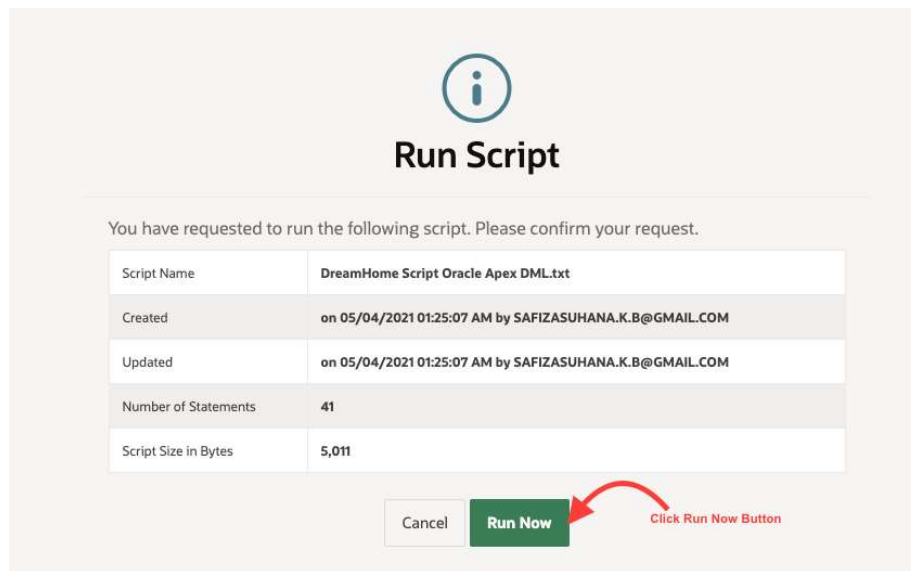 Run Script
You have requested to run the following script. Please confirm your request.
Script Name DreamHome Script Oracle Apex DML.txt
Created on 05/04/2021 01:25:07 AM by SAFIZASUHANA.K.B@GMAIL.COM
Updated on 05/04/2021 01:25:07 AM by SAFIZASUHANA.K.B@GMAIL.COM
Number of Statements 41
Script Size in Bytes 5,011
Cancel Run Now Click Run Now Button